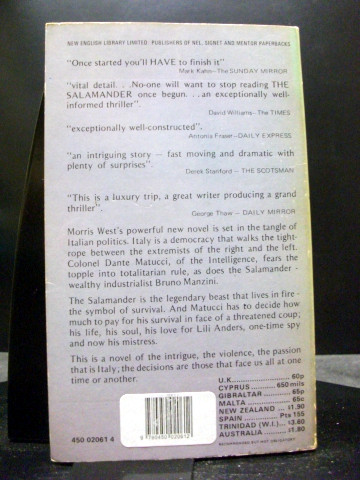 NEW ENGLISH LIBRARY LIMITED: PUBLISHERS OF NEL, SIGNET AND MENTOR PAPERBACKS
"Once started you'll HAVE to finish it"
Mark Kahn—The SUNDAY MIRROR
"vital detail. . .No-one will want to stop reading THE
SALAMANDER once begun. . .an exceptionally well-
informed thriller".
David Williams—The TIMES
"exceptionally well-constructed".
Antonia Fraser—DAILY EXPRESS
"an intriguing story — fast moving and dramatic with
plenty of surprises".
Derek Stanford — THE SCOTSMAN
"This is a luxury trip, a great writer producing a grand
thriller".
George Thaw — DAILY MIRROR
Morris West's powerful new novel is set in the tangle of
Italian politics. Italy is a democracy that walks the tight-
rope between the extremists of the right and the left.
Colonel Dante Matucci, of the Intelligence, fears the
topple into totalitarian rule, as does the Salamander -
wealthy industrialist Bruno Manzini.
The Salamander is the legendary beast that lives in fire -
the symbol of survival. And Matucci has to decide how
much to pay for his survival in face of a threatened coup;
his life, his soul, his love for Lili Anders, one-time spy
and now his mistress.
This is a novel of the intrigue, the violence, the passion
that is Italy; the decisions are those that face us all at one
time or another.
U.K. 60p
CYPRUS 650 mils
GIBRALTAR 65p
MALTA 65c
NEW ZEALAND $1.90
SPAIN Pts 155
TRINIDAD (W.I.) $3.60
AUSTRALIA $1.80
RECOMMENDED BUT NOT OBLIGATORY
450 02061 4
9 780450 020612